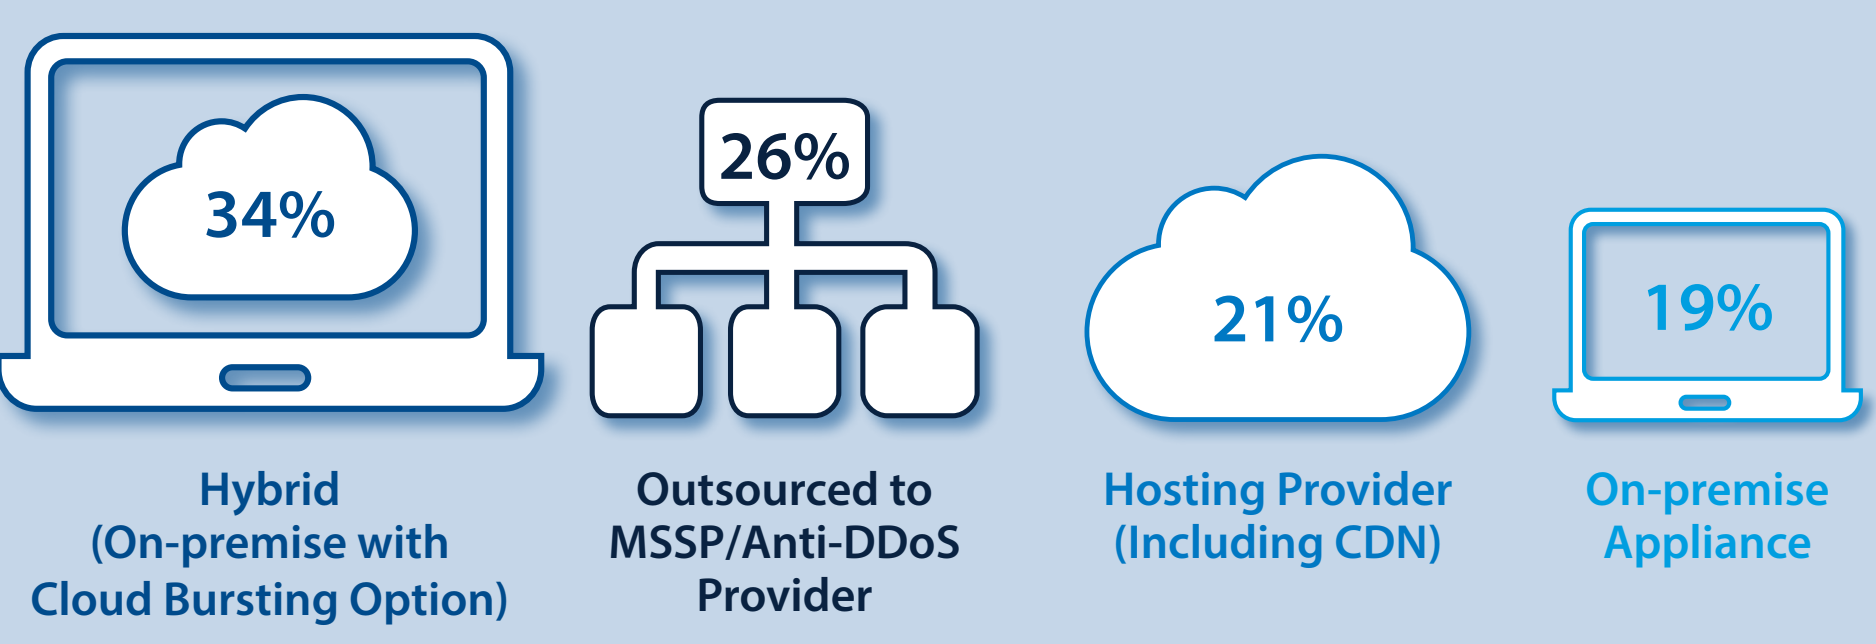 34%
Hybrid
(On-premise with
Cloud Bursting Option)
26%
Outsourced to
MSSP/Anti-DDoS
Provider
21%
Hosting Provider
(Including CDN)
19%
On-premise
Appliance